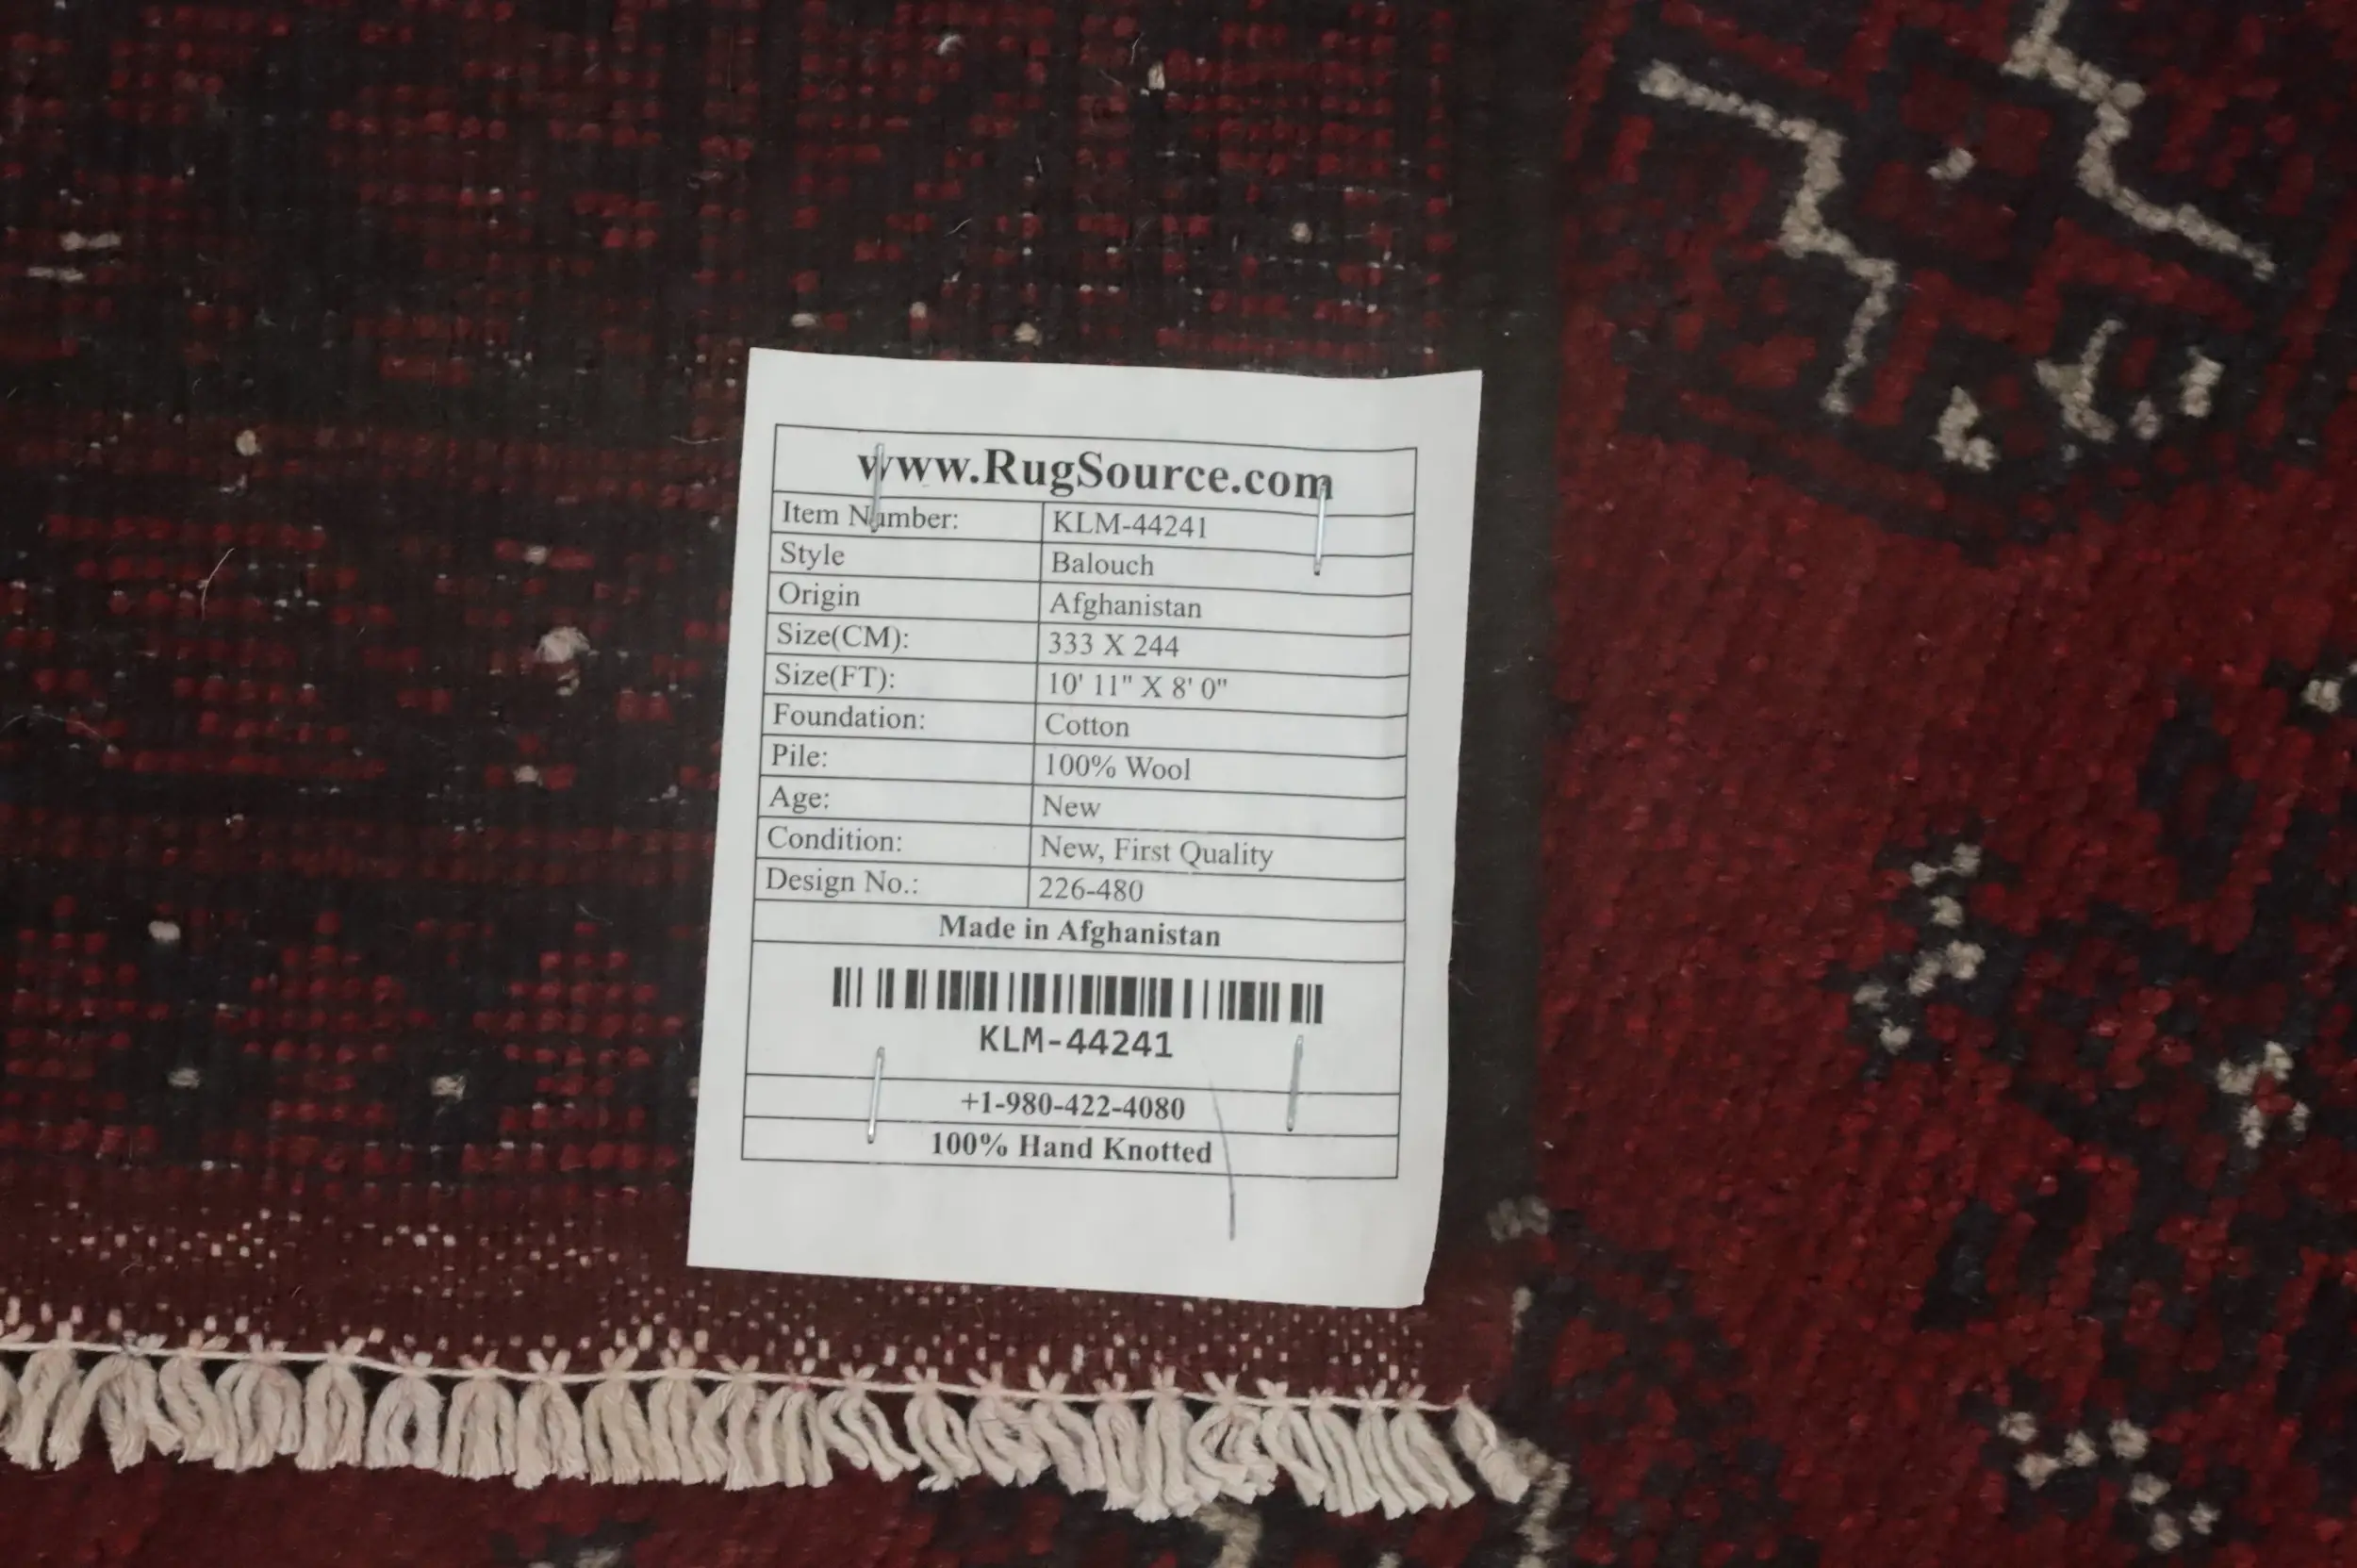 www.RugSource.com
Item Number: KLM-44241
Style Balouch
Origin Afghanistan
Size(CM): 333 X 244
Size(FT): 10' 11" X 8' 0"
Foundation: Cotton
Pile: 100% Wool
Age: New
Condition: New, First Quality
Design No.: 226-480
Made in Afghanistan
KLM-44241
+1-980-422-4080
100% Hand Knotted